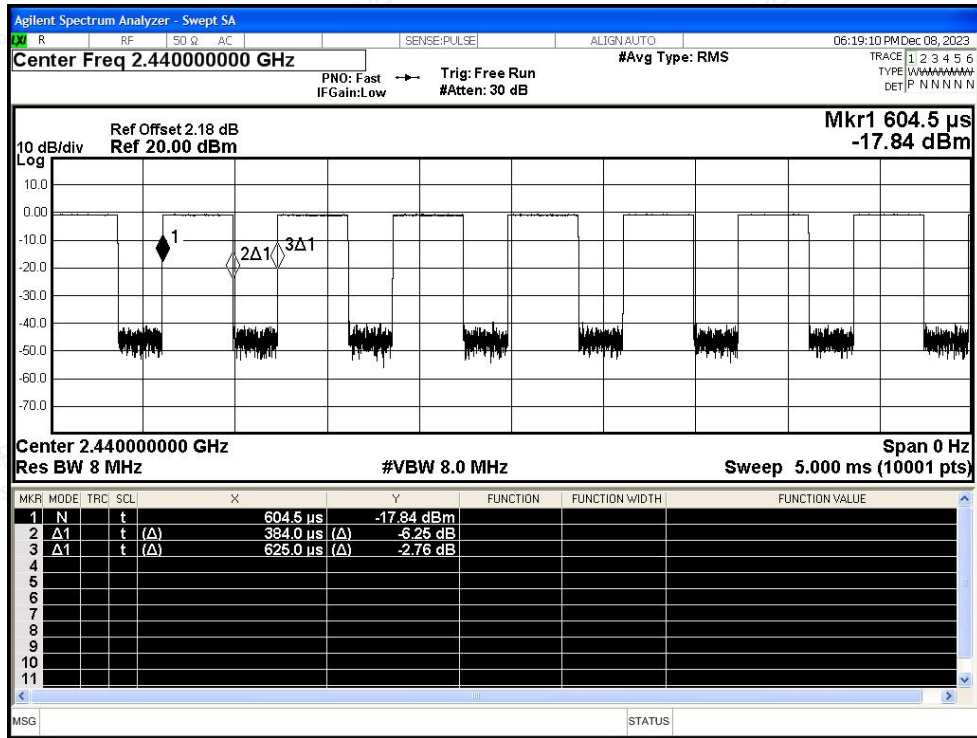 Agilent Spectrum Analyzer - Swept SA
LXI R RF 50 Ω AC SENSE:PULSE ALIGN AUTO 06:19:10 PM Dec 08, 2023
Center Freq 2.440000000 GHz #Avg Type: RMS TRACE 1 2 3 4 5 6
PNO: Fast Trig: Free Run TYPE WWWWWW
IFGain:Low #Atten: 30 dB DET P N N N N N
Mkr1 604.5 µs
-17.84 dBm
Ref Offset 2.18 dB
10 dB/div Ref 20.00 dBm
Log
10.0
0.00
-10.0
-20.0
-30.0
-40.0
-50.0
-60.0
-70.0
1
2Δ1 3Δ1
Center 2.440000000 GHz Span 0 Hz
Res BW 8 MHz #VBW 8.0 MHz Sweep 5.000 ms (10001 pts)
MKR MODE TRC SCL X Y FUNCTION FUNCTION WIDTH FUNCTION VALUE
1 N t 604.5 µs -17.84 dBm
2 Δ1 t (Δ) 384.0 µs (Δ) -6.25 dB
3 Δ1 t (Δ) 625.0 µs (Δ) -2.76 dB
4
5
6
7
8
9
10
11
MSG STATUS